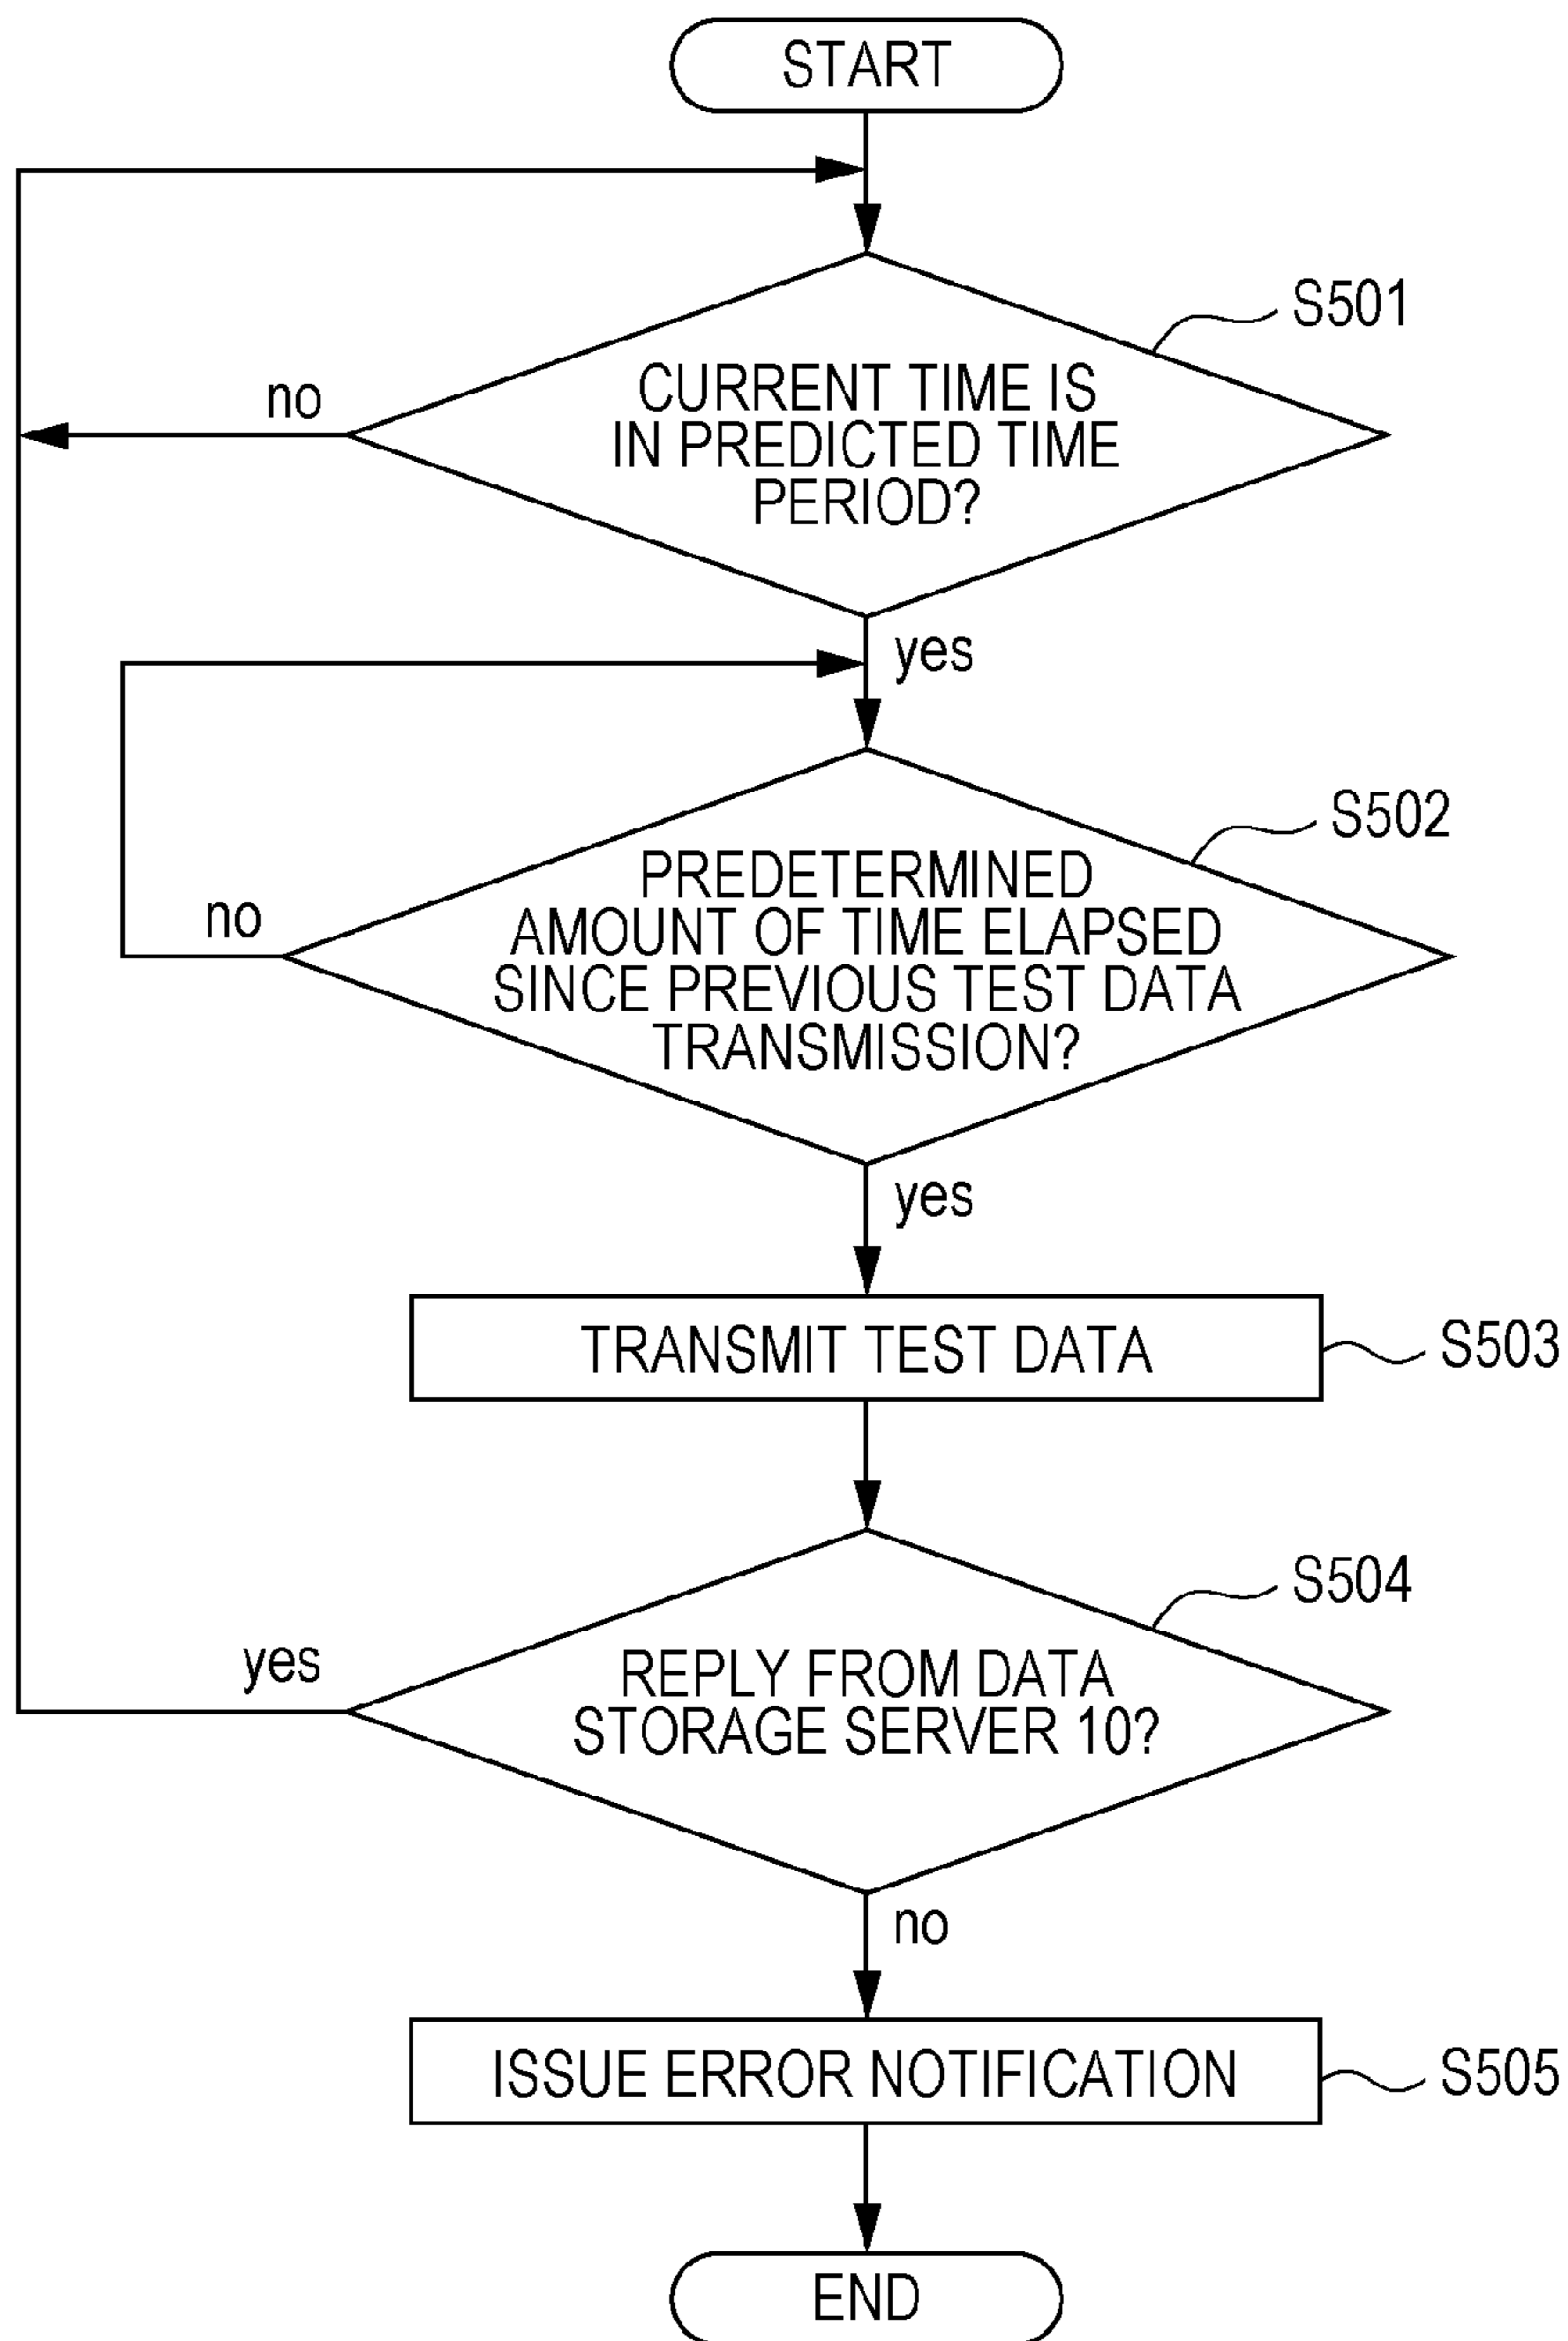 START
S501
CURRENT TIME IS
IN PREDICTED TIME
PERIOD?
no
yes
S502
PREDETERMINED
AMOUNT OF TIME ELAPSED
SINCE PREVIOUS TEST DATA
TRANSMISSION?
no
yes
TRANSMIT TEST DATA
S503
S504
REPLY FROM DATA
STORAGE SERVER 10?
yes
no
ISSUE ERROR NOTIFICATION
S505
END